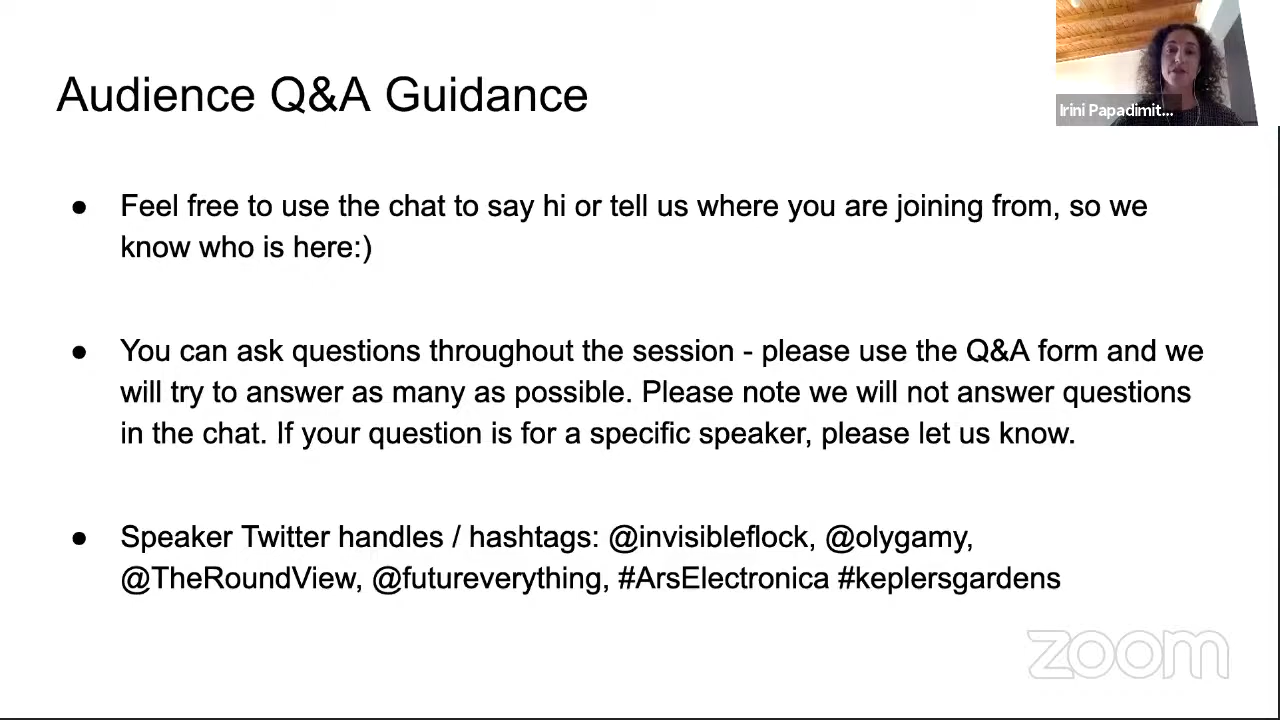 Audience Q&A Guidance
Irini Papadimit...
● Feel free to use the chat to say hi or tell us where you are joining from, so we
know who is here:)
● You can ask questions throughout the session - please use the Q&A form and we
will try to answer as many as possible. Please note we will not answer questions
in the chat. If your question is for a specific speaker, please let us know.
● Speaker Twitter handles / hashtags: @invisibleflock, @olygamy,
@TheRoundView, @futureverything, #ArsElectronica #keplersgardens
zoom